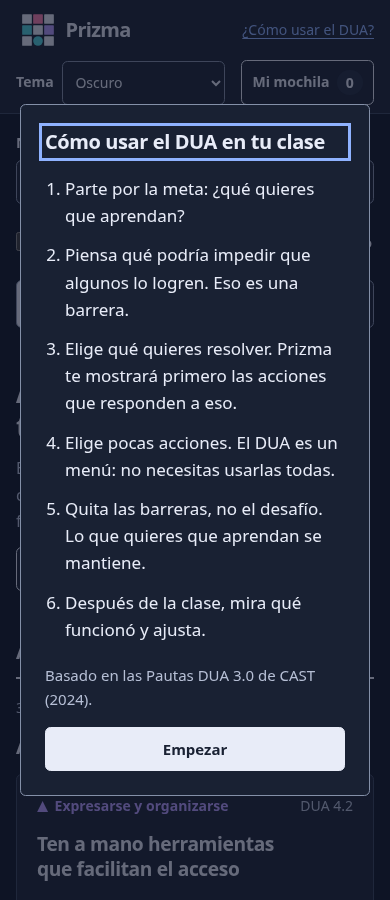 Prizma
¿Cómo usar el DUA?
Tema
Oscuro
Mi mochila 0
Cómo usar el DUA en tu clase
1. Parte por la meta: ¿qué quieres
que aprendan?
2. Piensa qué podría impedir que
algunos lo logren. Eso es una
barrera.
3. Elige qué quieres resolver. Prizma
te mostrará primero las acciones
que responden a eso.
4. Elige pocas acciones. El DUA es un
menú: no necesitas usarlas todas.
5. Quita las barreras, no el desafío.
Lo que quieres que aprendan se
mantiene.
6. Después de la clase, mira qué
funcionó y ajusta.
Basado en las Pautas DUA 3.0 de CAST
(2024).
Empezar
Expresarse y organizarse
DUA 4.2
Ten a mano herramientas
que facilitan el acceso